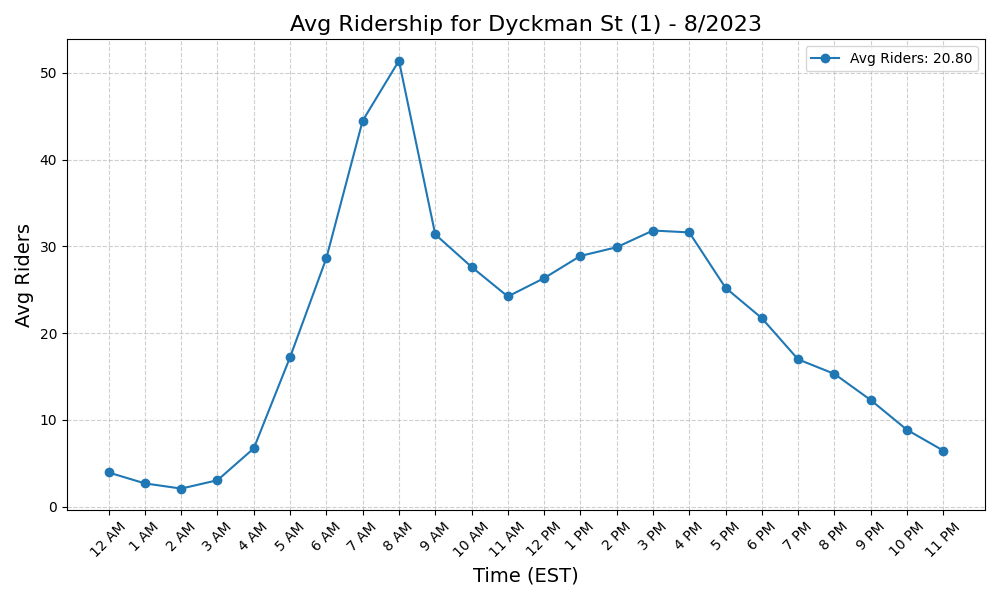 Avg Ridership for Dyckman St (1) - 8/2023
Avg Riders: 20.80
Avg Riders
50
40
30
20
10
0
12 AM
1 AM
2 AM
3 AM
4 AM
5 AM
6 AM
7 AM
8 AM
9 AM
10 AM
11 AM
12 PM
1 PM
2 PM
3 PM
4 PM
5 PM
6 PM
7 PM
8 PM
9 PM
10 PM
11 PM
Time (EST)